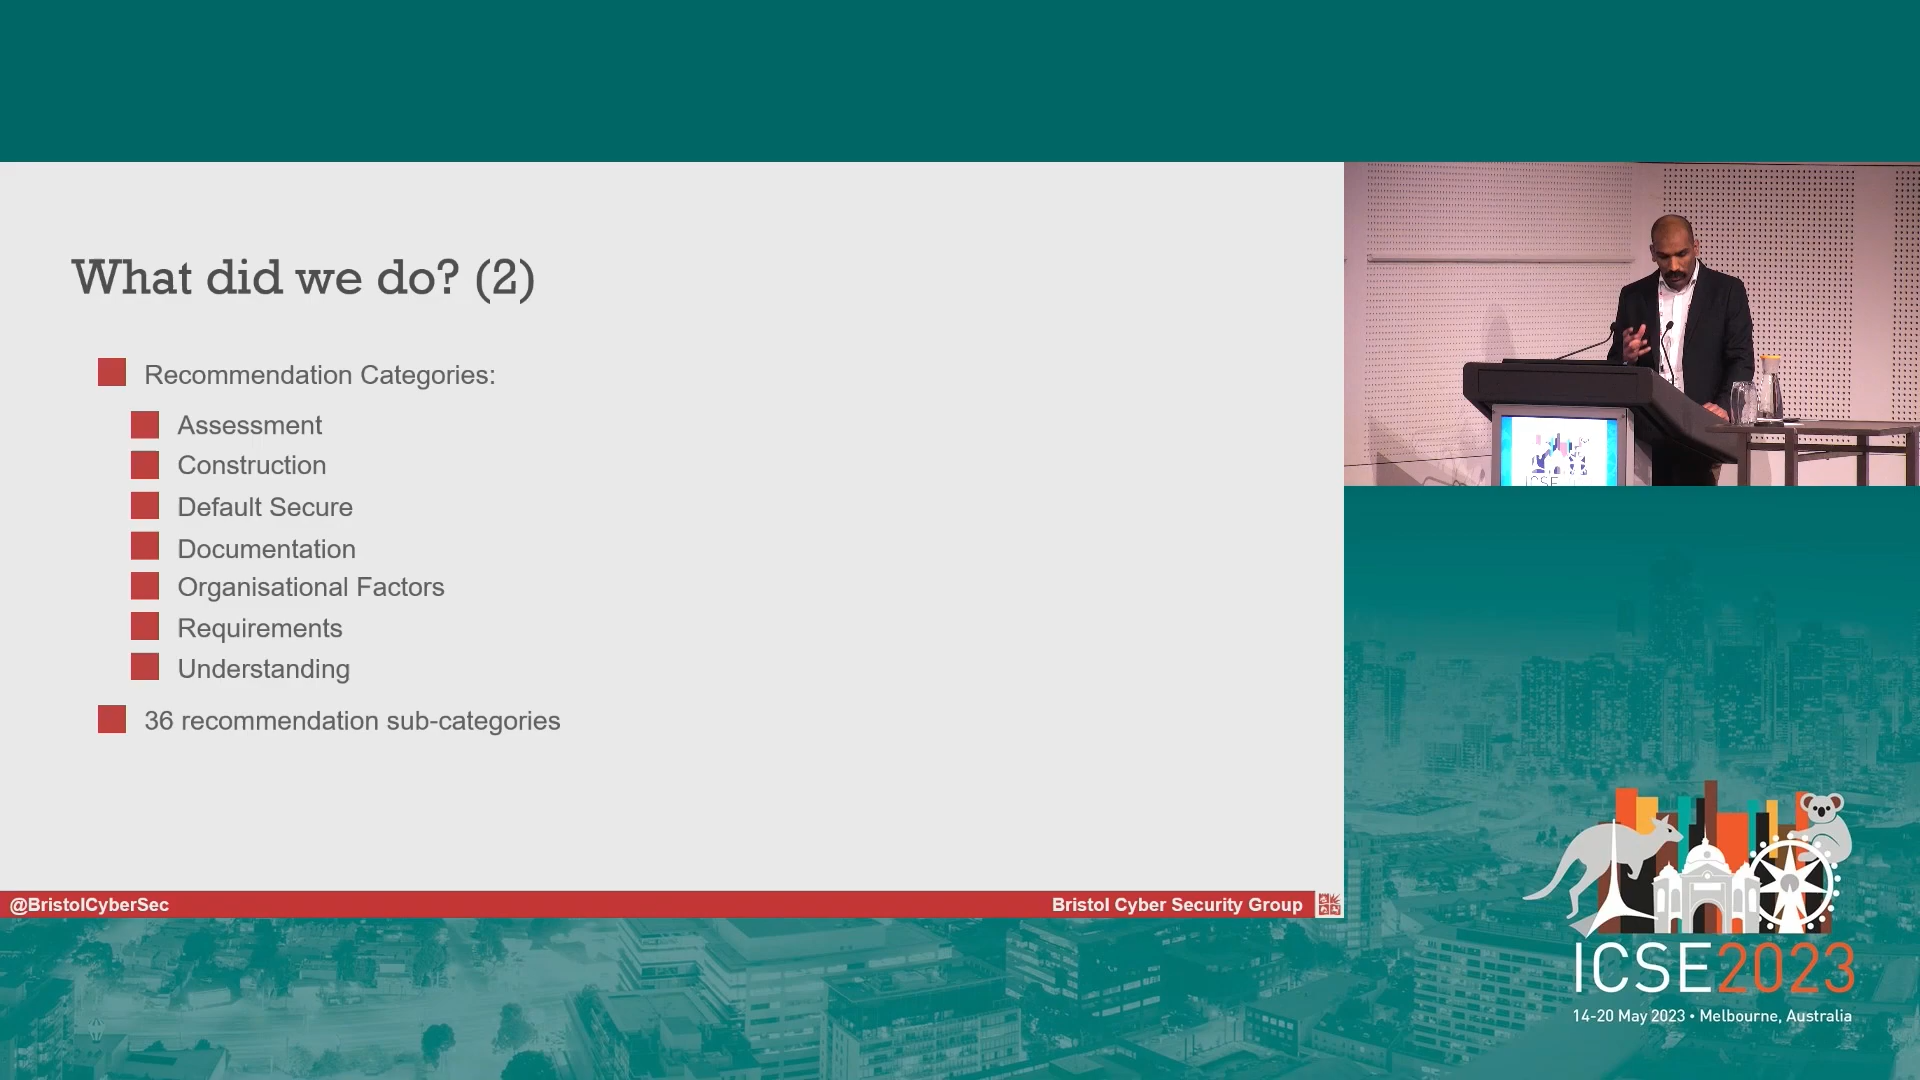 What did we do? (2)
Recommendation Categories:
Assessment
Construction
Default Secure
Documentation
Organisational Factors
Requirements
Understanding
36 recommendation sub-categories
@BristolCyberSec
Bristol Cyber Security Group
ICSE
ICSE2023
14-20 May 2023 • Melbourne, Australia